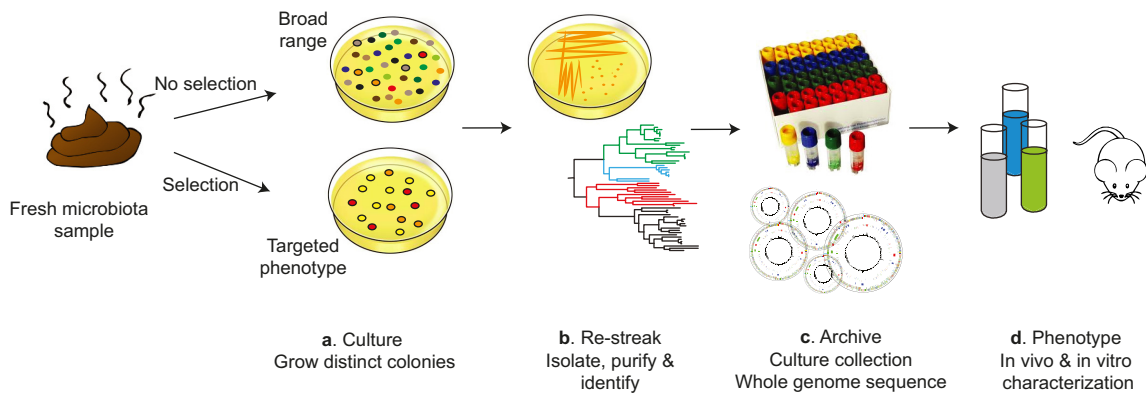 Broad
range
No selection
Selection
Fresh microbiota
sample
Targeted
phenotype
a. Culture
Grow distinct colonies
b. Re-streak
Isolate, purify &
identify
c. Archive
Culture collection
Whole genome sequence
d. Phenotype
In vivo & in vitro
characterization